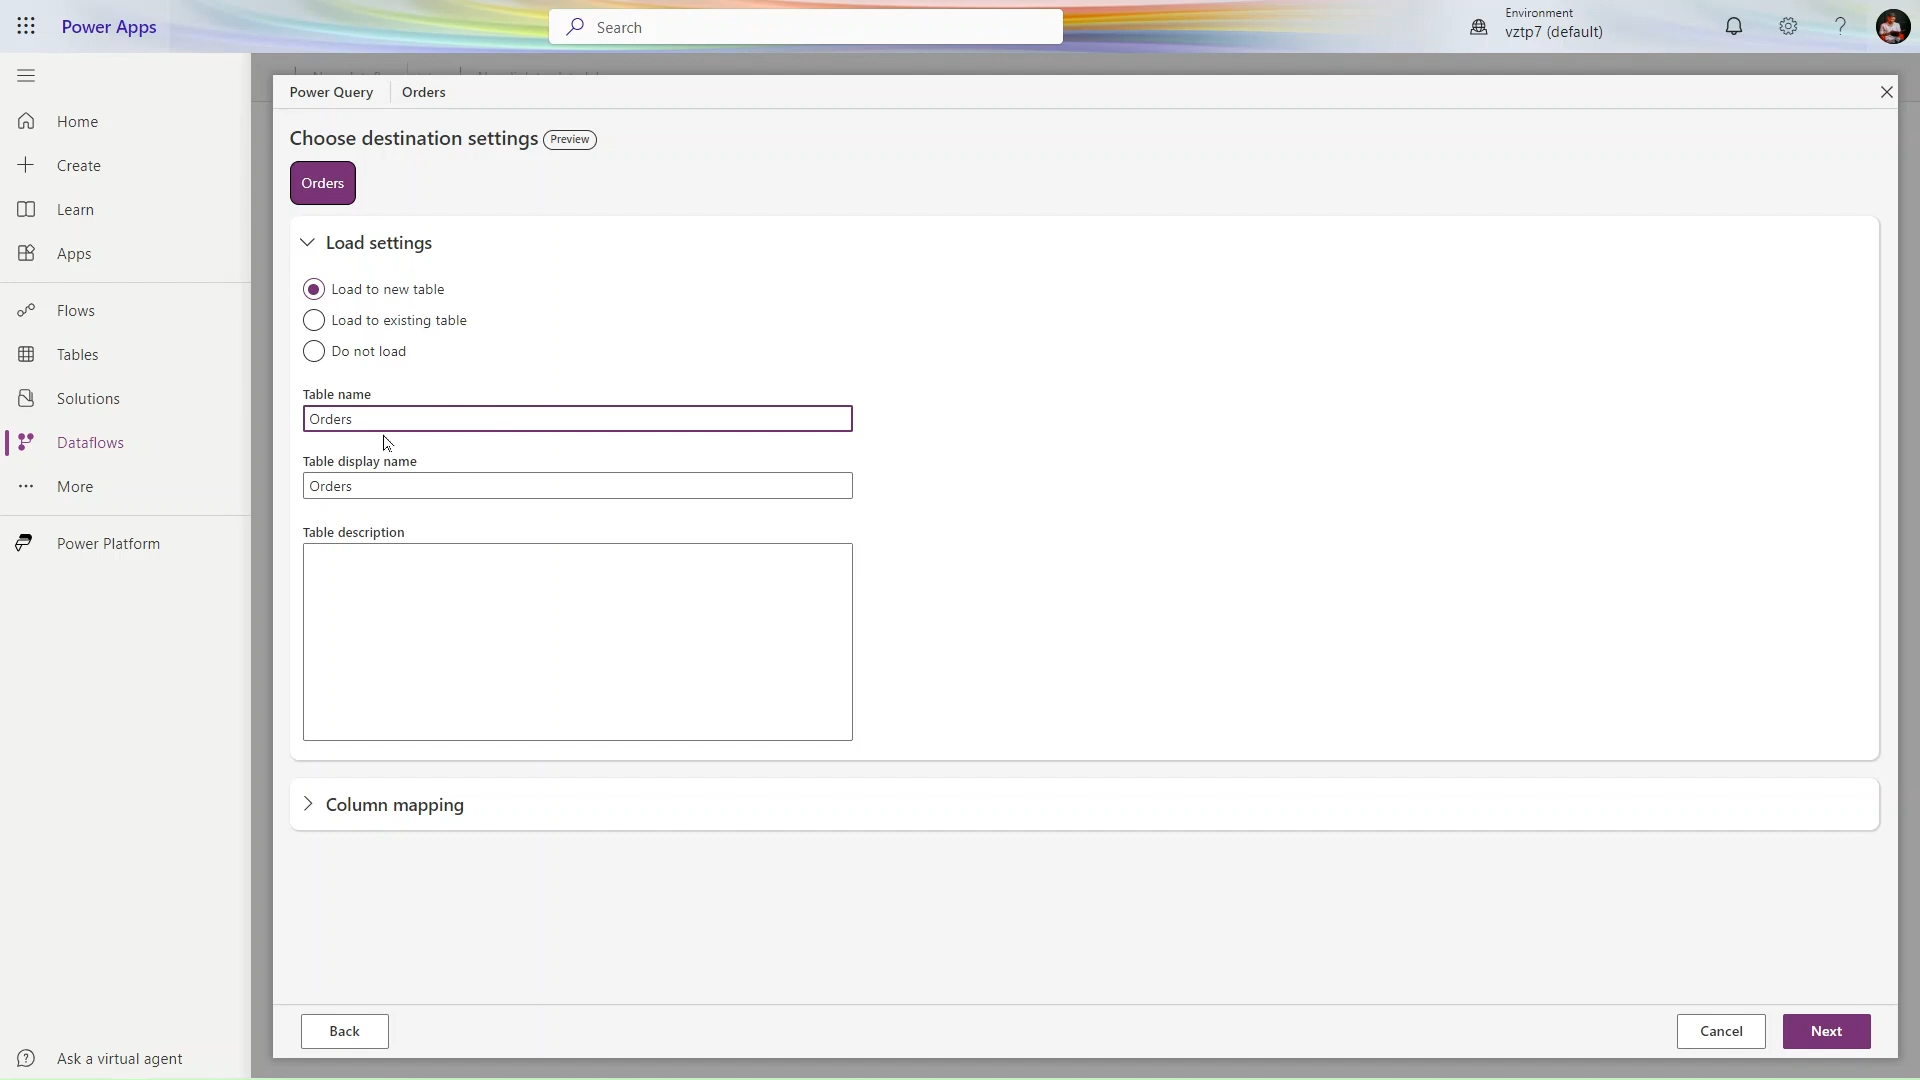 Power Apps
Search
Environment
vztp7 (default)
Home
Create
Learn
Apps
Flows
Tables
Solutions
Dataflows
More
Power Platform
Ask a virtual agent
Power Query
Orders
Choose destination settings
Preview
Orders
Load settings
Load to new table
Load to existing table
Do not load
Table name
Orders
Table display name
Orders
Table description
Column mapping
Back
Cancel
Next